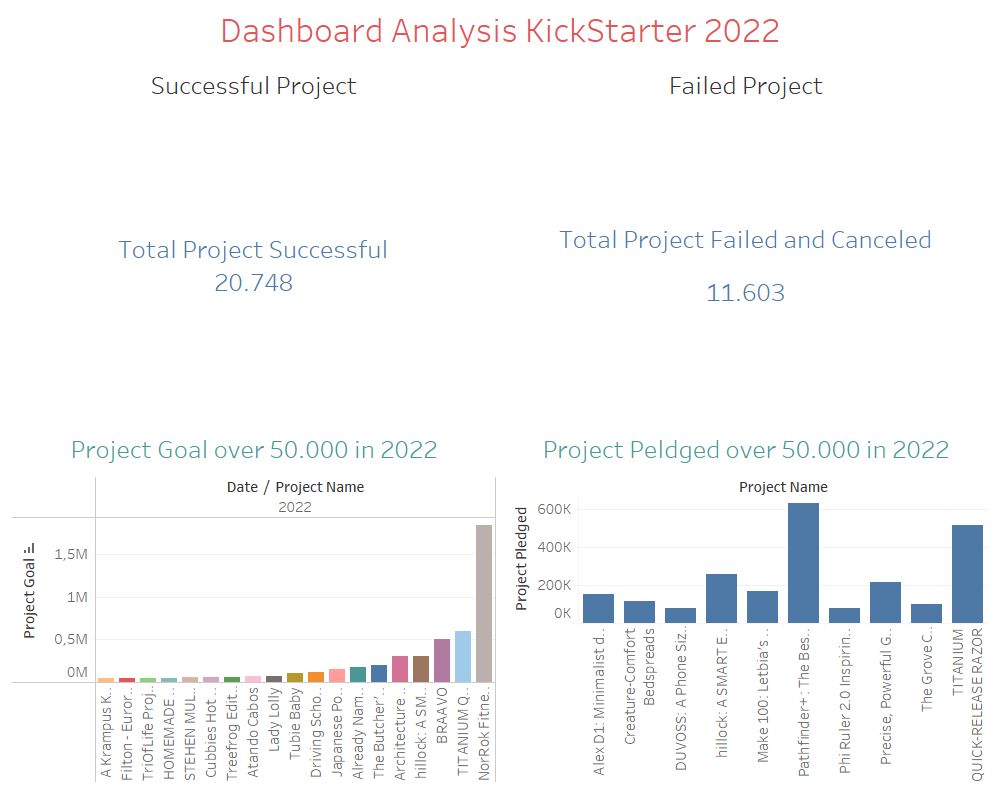 Dashboard Analysis KickStarter 2022
Successful Project
Failed Project
Total Project Successful
20.748
Total Project Failed and Canceled
11.603
Project Goal over 50.000 in 2022
Date / Project Name
2022
Project Goal
1,5M
1M
0,5M
0M
A Krampus K..
Filton - Euror..
TriOfLife Proj..
HOMEMADE ..
STEHEN MUL..
Cubbies Hot ..
Treefrog Edit..
Atando Cabos
Lady Lolly
Tubie Baby
Driving Scho..
Japanese Po..
Already Nam..
The Butcher'..
Architecture ..
hillock: A SM..
BRAAVO
TITANIUM Q..
NorRok Fitne..
Project Peldged over 50.000 in 2022
Project Name
Project Pledged
600K
400K
200K
0K
Alex D1: Minimalist d..
Creature-Comfort
Bedspreads
DUVOSS: A Phone Siz..
hillock: A SMART E..
Make 100: Letbia's ..
Pathfinder+ : The Bes..
Phi Ruler 2.0 Inspirin..
Precise, Powerful G..
The Grove C..
TITANIUM
QUICK-RELEASE RAZOR